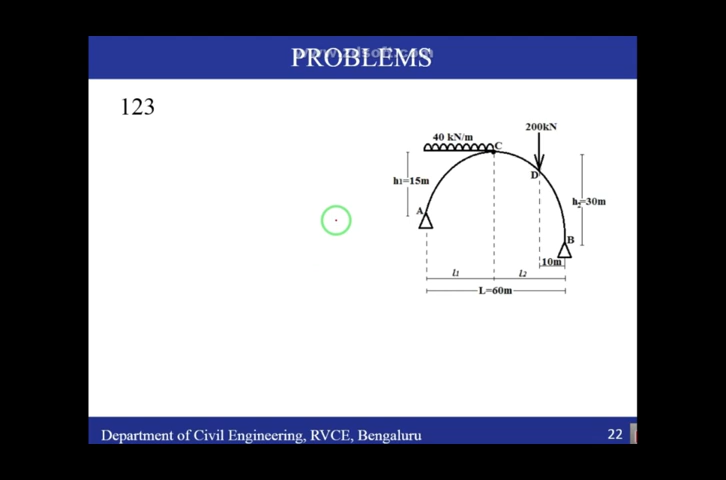 PROBLEMS
123
40 kN/m
C
200kN
h1=15m
D
h2=30m
A
B
10m
l1
l2
L=60m
Department of Civil Engineering, RVCE, Bengaluru
22